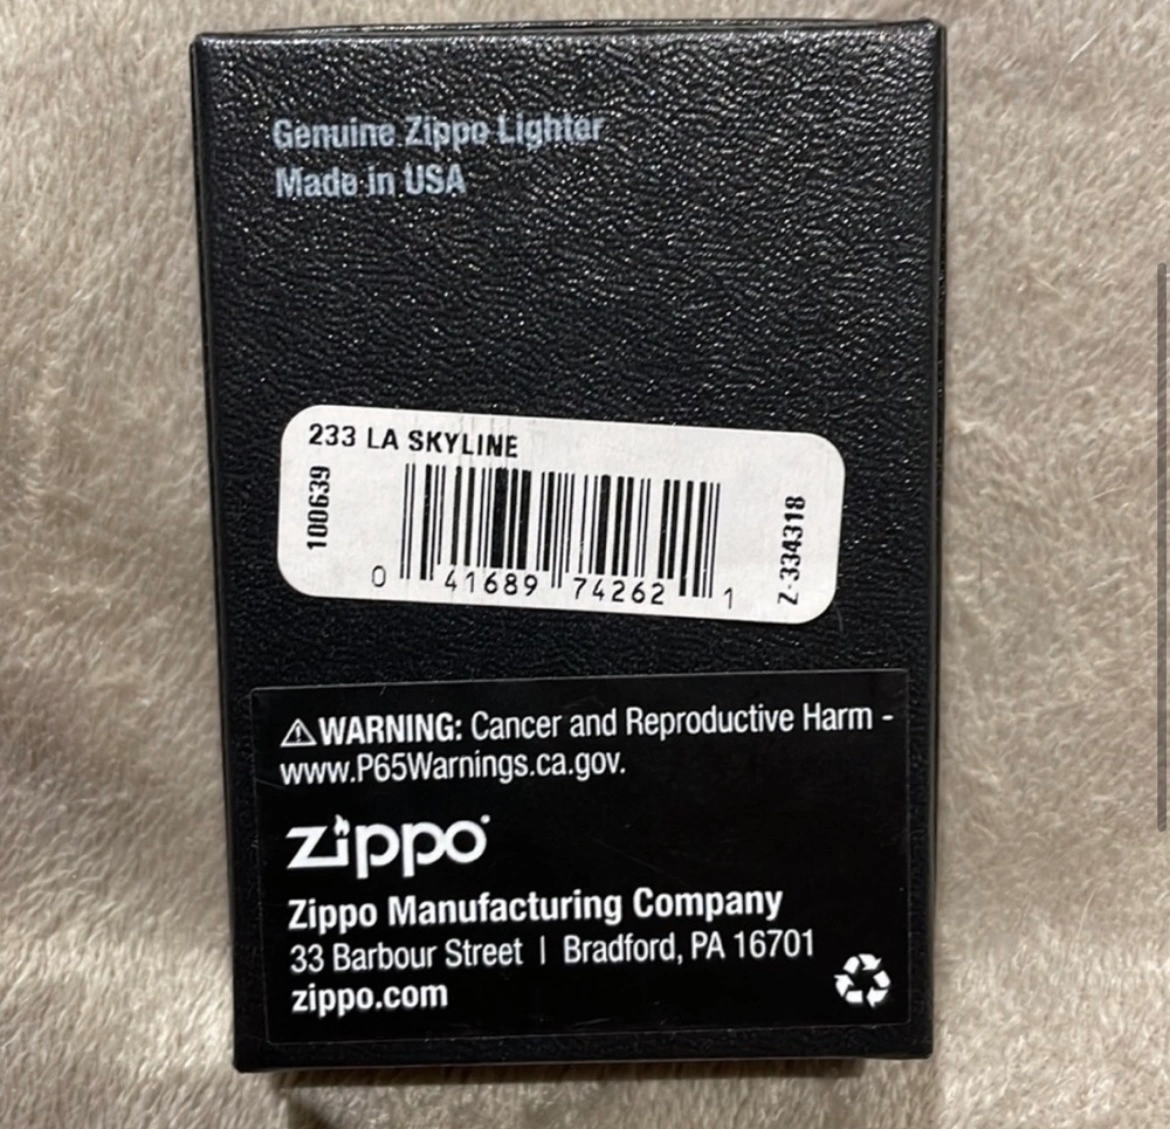 Genuine Zippo Lighter
Made in USA
233 LA SKYLINE
100639
0 41689 74262 1
Z-334318
⚠WARNING: Cancer and Reproductive Harm -
www.P65Warnings.ca.gov.
zippo
Zippo Manufacturing Company
33 Barbour Street | Bradford, PA 16701
zippo.com